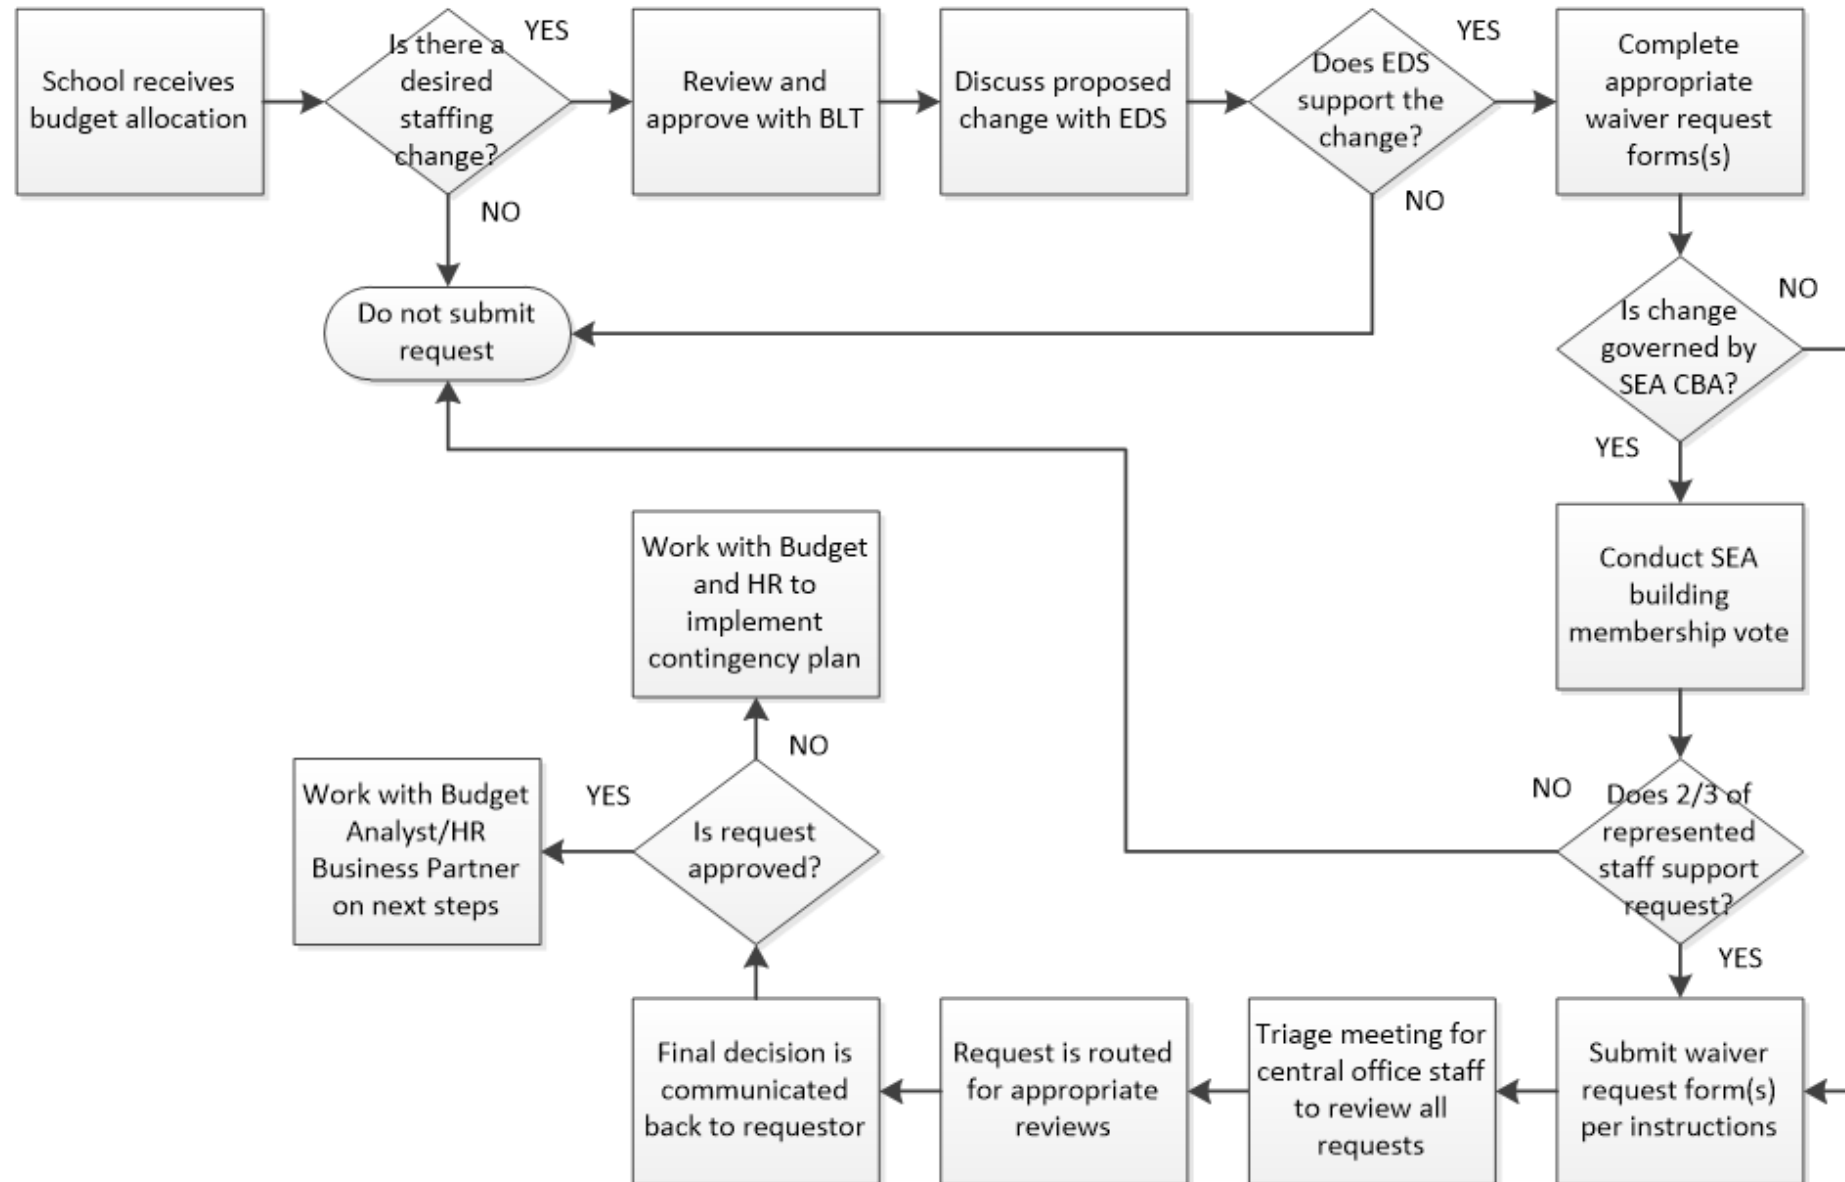 School receives
budget allocation
Is there a
desired
staffing
change?
YES
NO
Review and
approve with BLT
Discuss proposed
change with EDS
Does EDS
support the
change?
YES
NO
Complete
appropriate
waiver request
forms(s)
Do not submit
request
Is change
governed by
SEA CBA?
NO
YES
Conduct SEA
building
membership vote
Does 2/3 of
represented
staff support
request?
NO
YES
Submit waiver
request form(s)
per instructions
Triage meeting for
central office staff
to review all
requests
Request is routed
for appropriate
reviews
Final decision is
communicated
back to requestor
Is request
approved?
NO
YES
Work with Budget
and HR to
implement
contingency plan
Work with Budget
Analyst/HR
Business Partner
on next steps